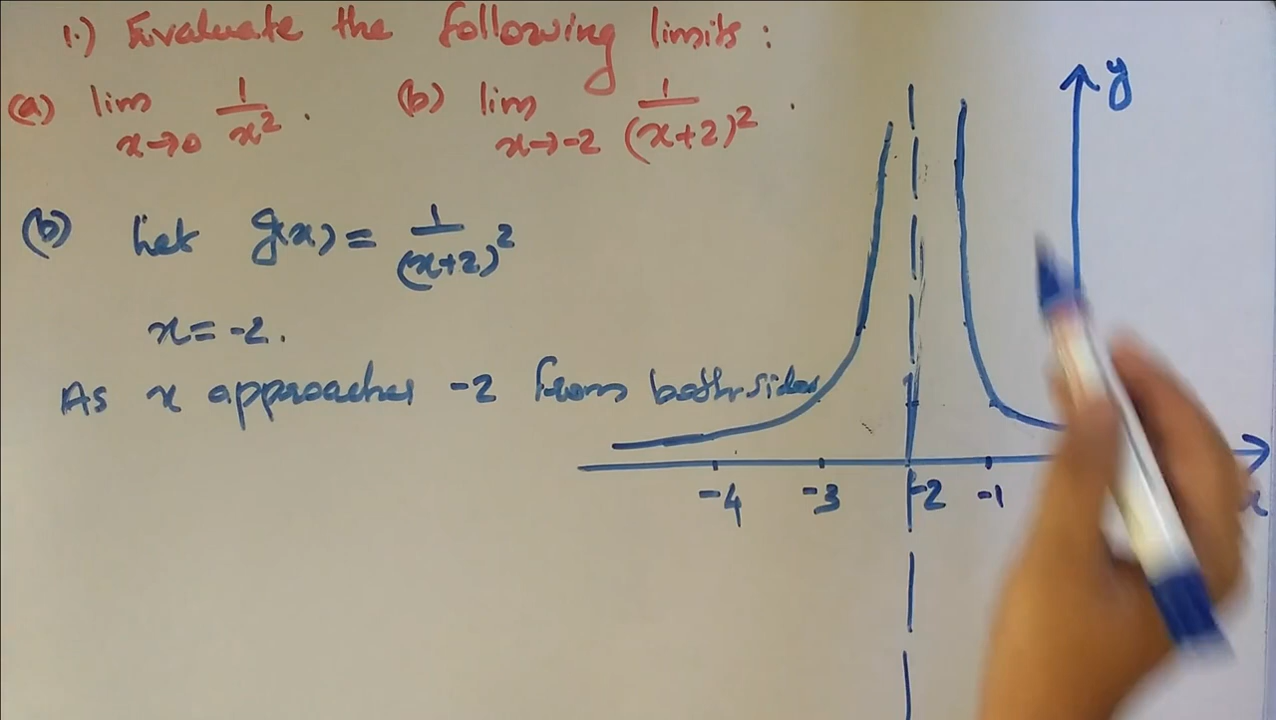 1.) Evaluate the following limits :
(a) lim x→0 1/x² . (b) lim x→-2 1/(x+2)² .
(b) Let g(x) = 1/(x+2)²
x = -2.
As x approaches -2 from both sides
y
-4 -3 -2 -1
x